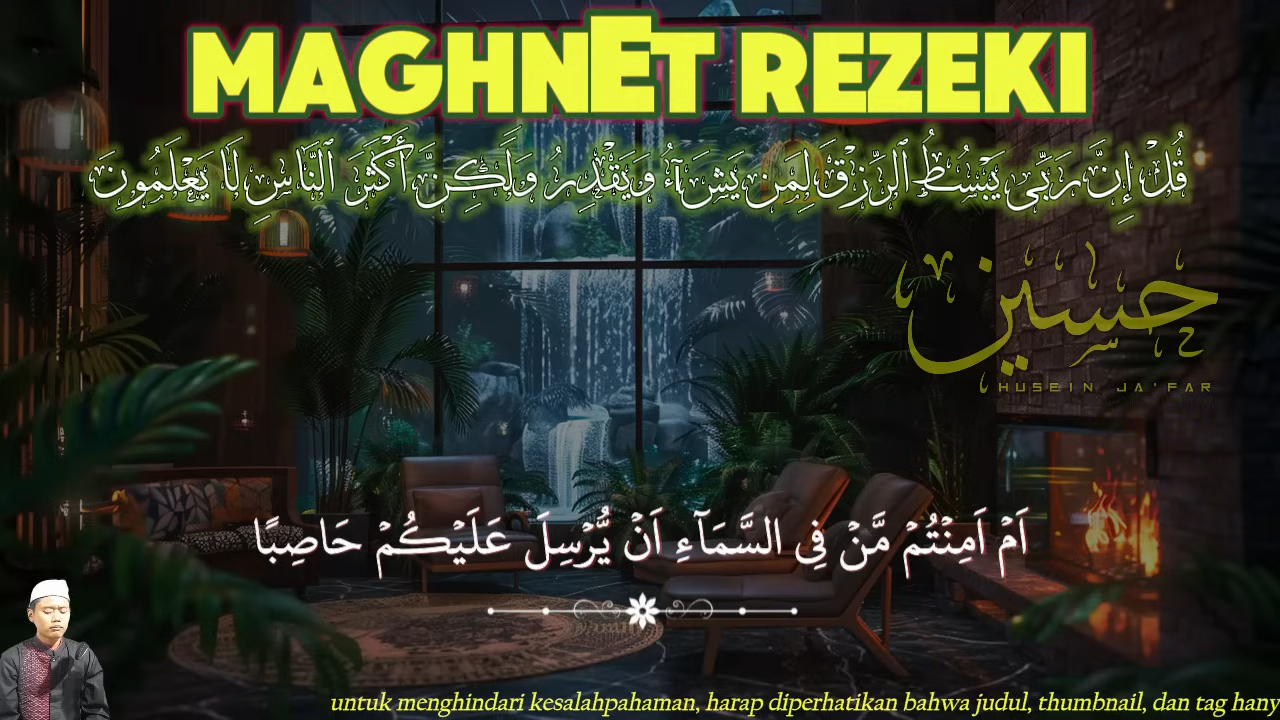 MAGHNET REZEKI
قُلْ إِنَّ رَبِّى يَبْسُطُ ٱلرِّزْقَ لِمَن يَشَآءُ وَيَقْدِرُ وَلَٰكِنَّ أَكْثَرَ ٱلنَّاسِ لَا يَعْلَمُونَ
حسين
HUSEIN JA'FAR
اَمْ اَمِنْتُمْ مَّنْ فِى السَّمَآءِ اَنْ يُّرْسِلَ عَلَيْكُمْ حَاصِبًا
untuk menghindari kesalahpahaman, harap diperhatikan bahwa judul, thumbnail, dan tag hany